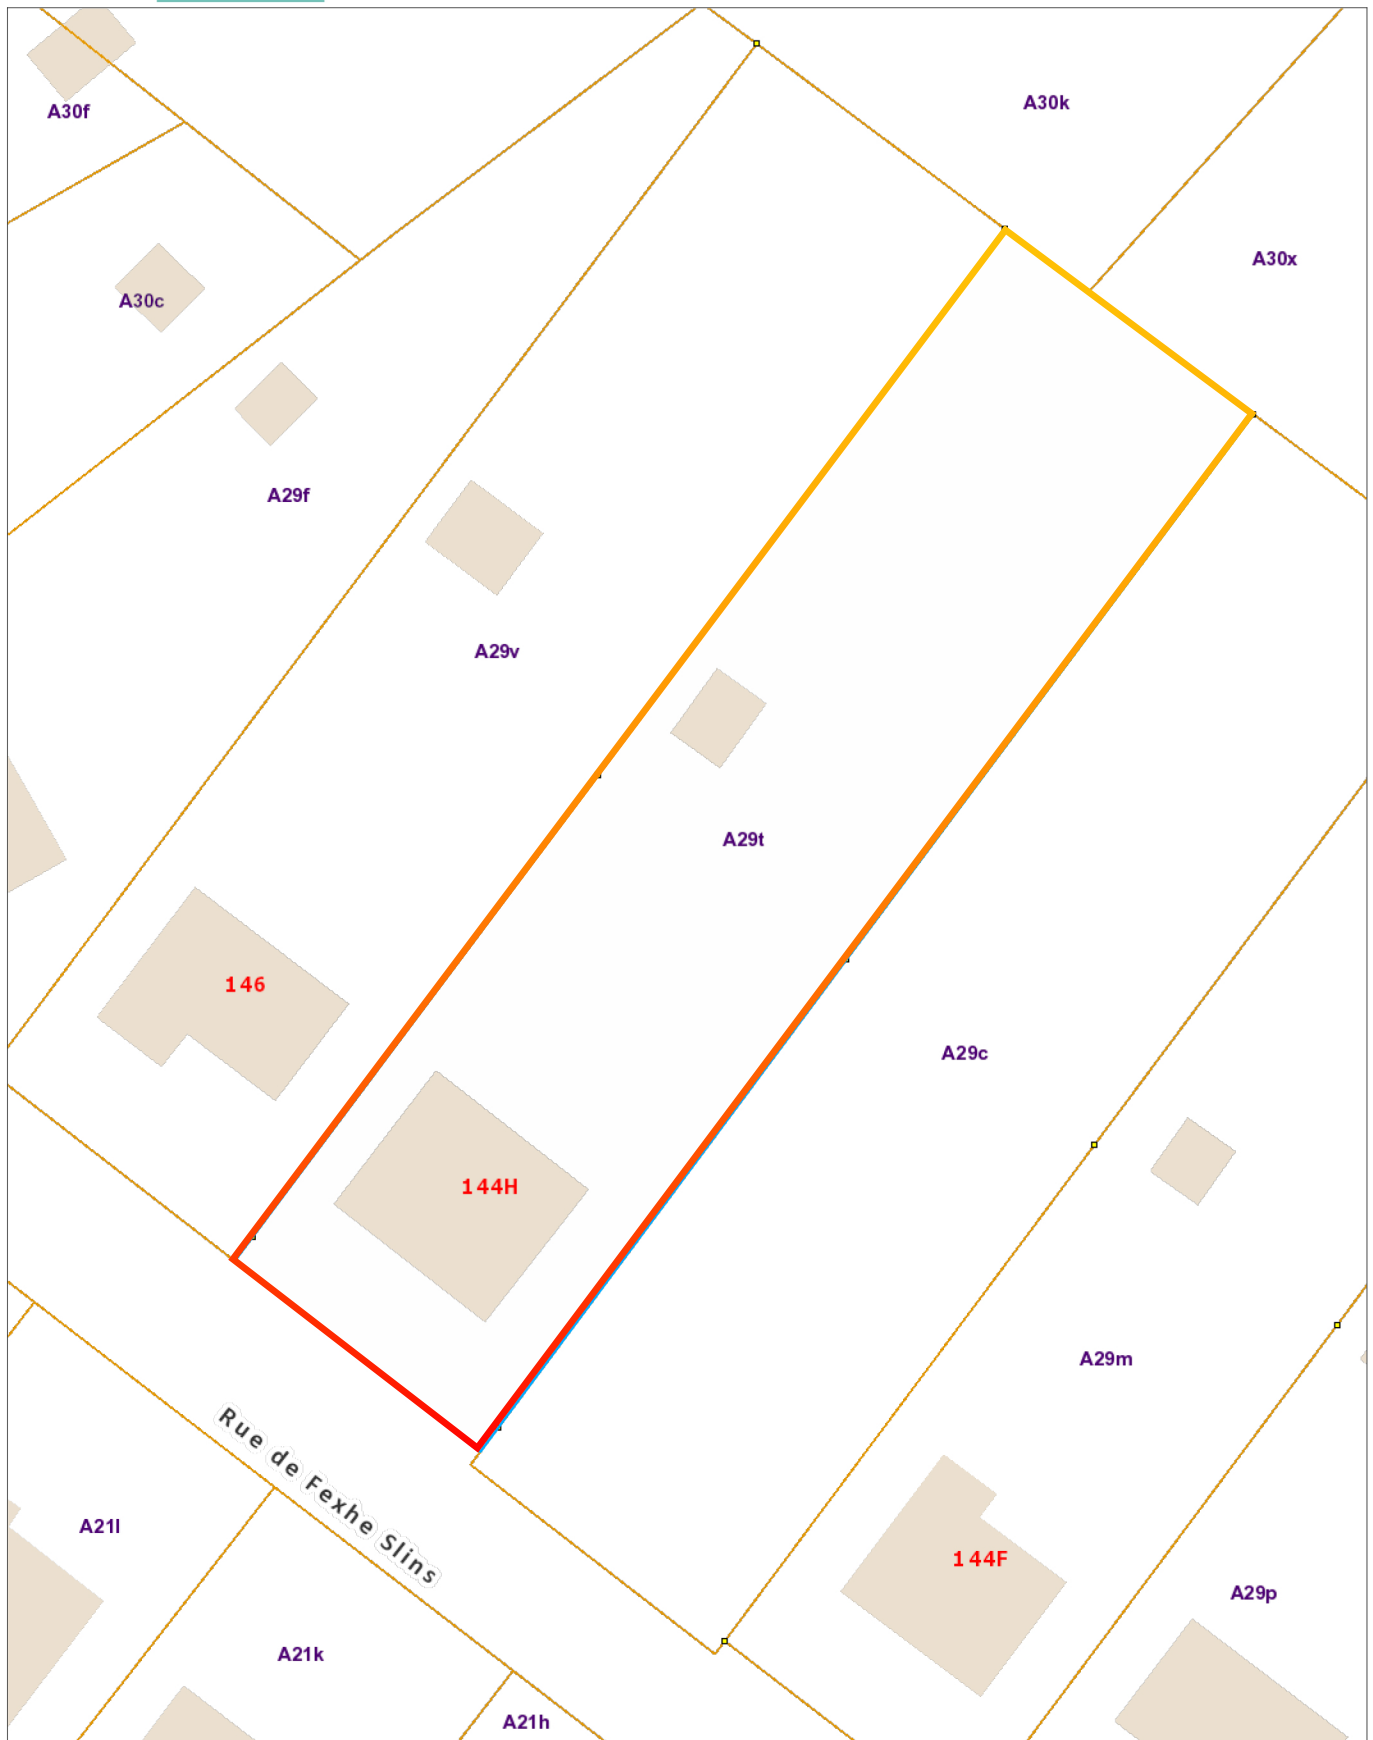 A30k
A30f
A30x
A30c
A29f
A29v
A29t
146
A29c
144H
A29m
Rue de Fexhe Slins
A21l
144F
A29p
A21k
A21h